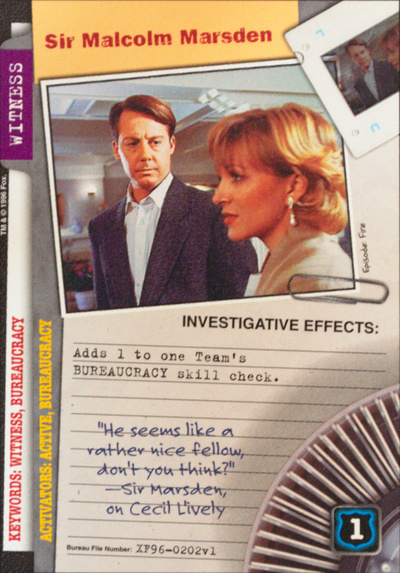 Sir Malcolm Marsden
WITNESS
TM & © 1996 Fox.
Episode: Fire
KEYWORDS: WITNESS, BUREAUCRACY
ACTIVATORS: ACTIVE, BUREAUCRACY
INVESTIGATIVE EFFECTS:
Adds 1 to one Team's
BUREAUCRACY skill check.
"He seems like a
rather nice fellow,
don't you think?"
—Sir Marsden,
on Cecil L'ively
Bureau File Number: XF96-0202v1
1